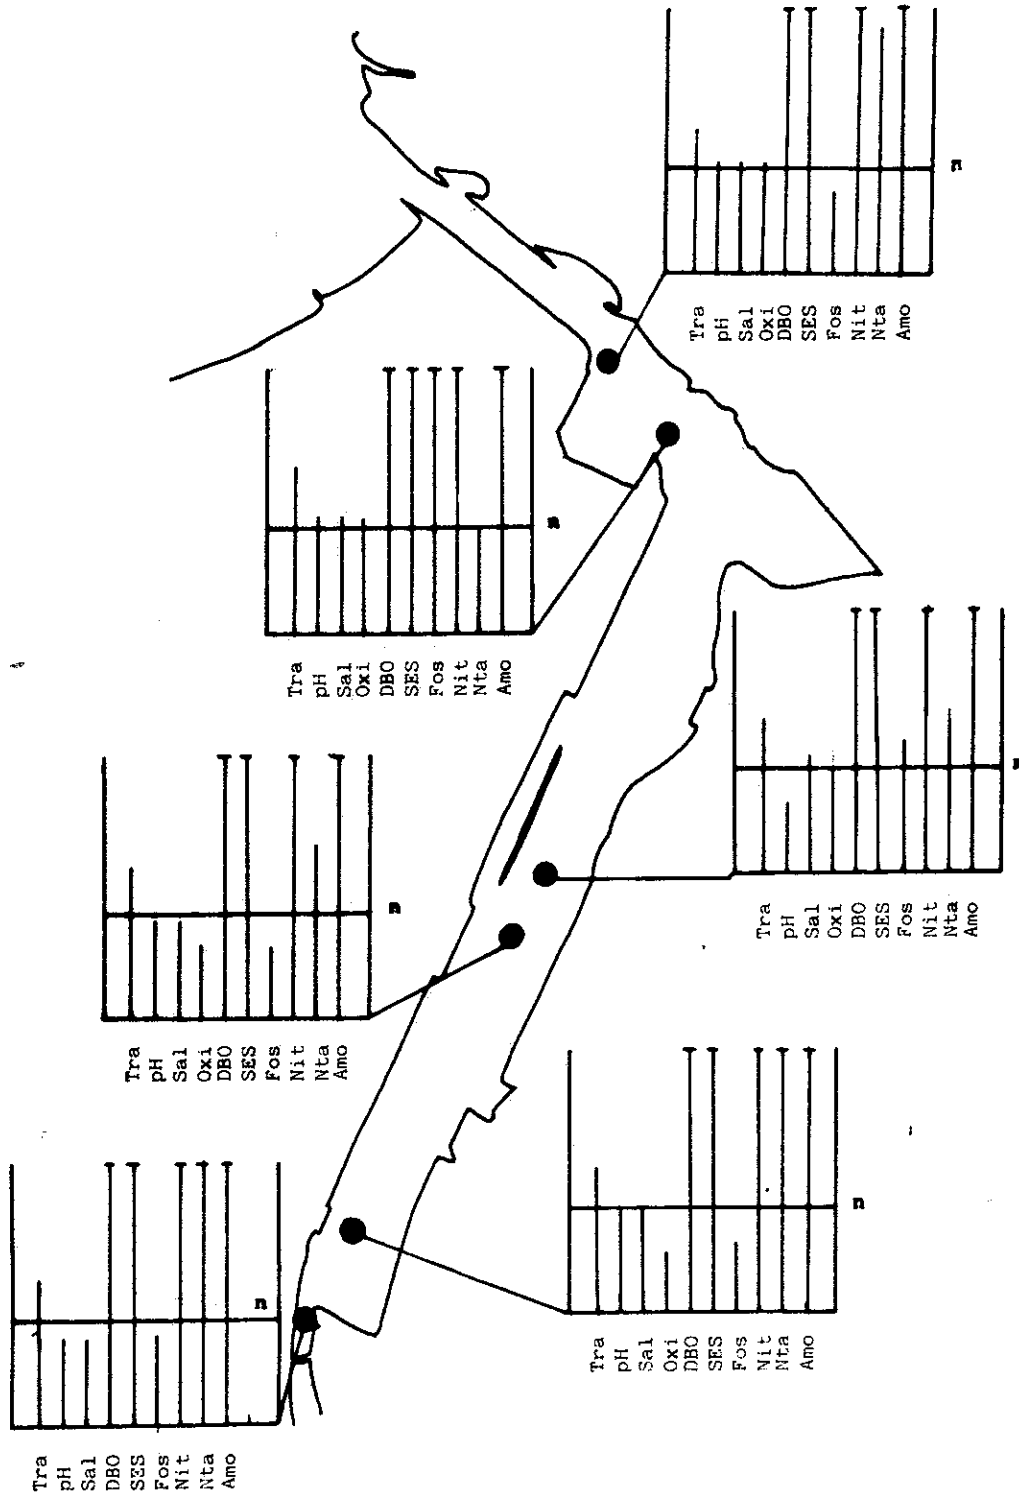 Tra
pH
Sal
Oxi
DBO
SES
Fos
Nit
Nta
Amo
n
Tra
pH
Sal
Oxi
DBO
SES
Fos
Nit
Nta
Amo
n
Tra
pH
Sal
Oxi
DBO
SES
Fos
Nit
Nta
Amo
n
Tra
pH
Sal
Oxi
DBO
SES
Fos
Nit
Nta
Amo
n
Tra
pH
Sal
DBO
SES
Fos
Nit
Nta
Amo
n
Tra
pH
Sal
Oxi
DBO
SES
Fos
Nit
Nta
Amo
n